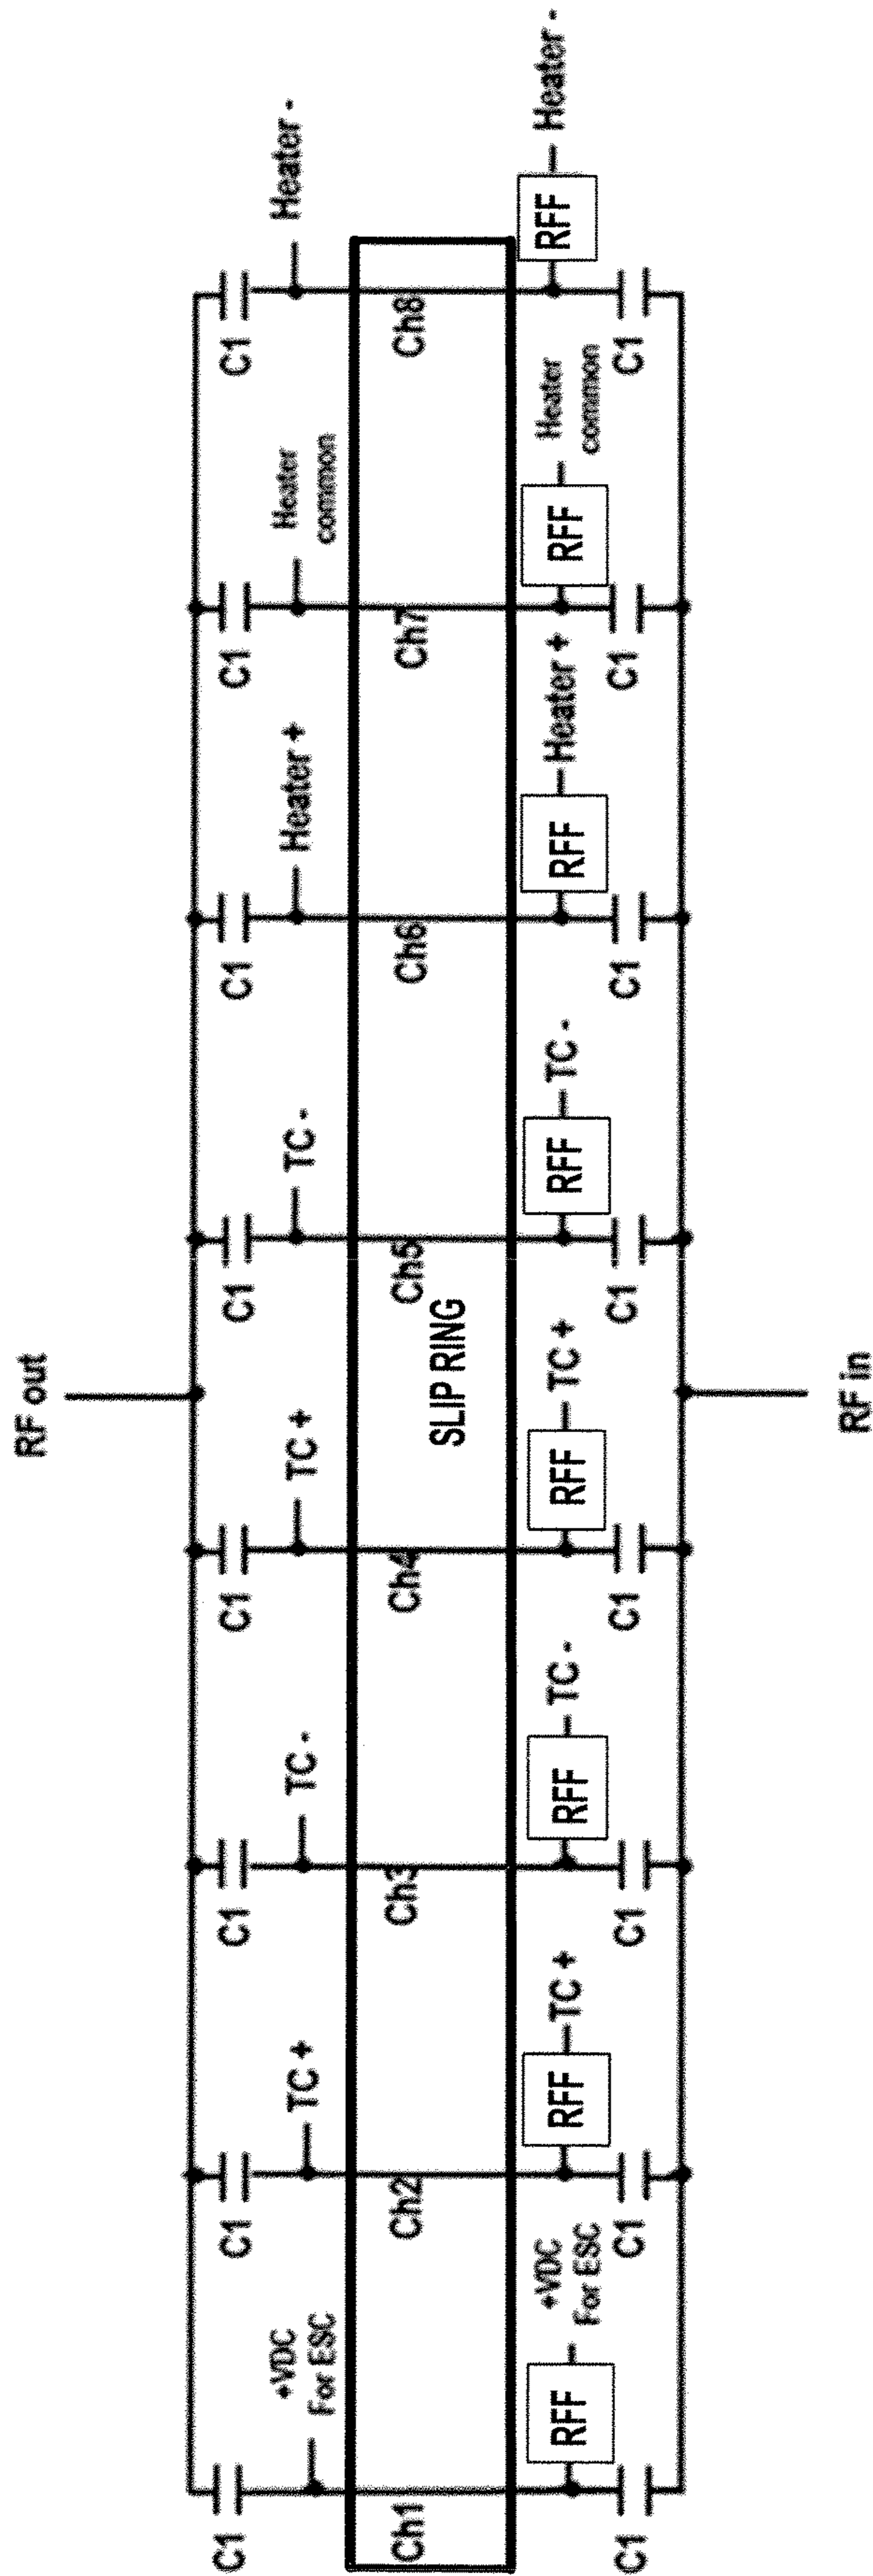 RF out
C1
C1
C1
C1
C1
C1
C1
C1
+VDC
For ESC
TC +
TC -
TC +
TC -
Heater +
Heater
common
Heater -
Ch1
Ch2
Ch3
Ch4
Ch5
Ch6
Ch7
Ch8
SLIP RING
RFF
+VDC
For ESC
RFF
TC +
RFF
TC -
RFF
TC +
RFF
TC -
RFF
Heater +
RFF
Heater
common
RFF
Heater -
C1
C1
C1
C1
C1
C1
C1
C1
RF in